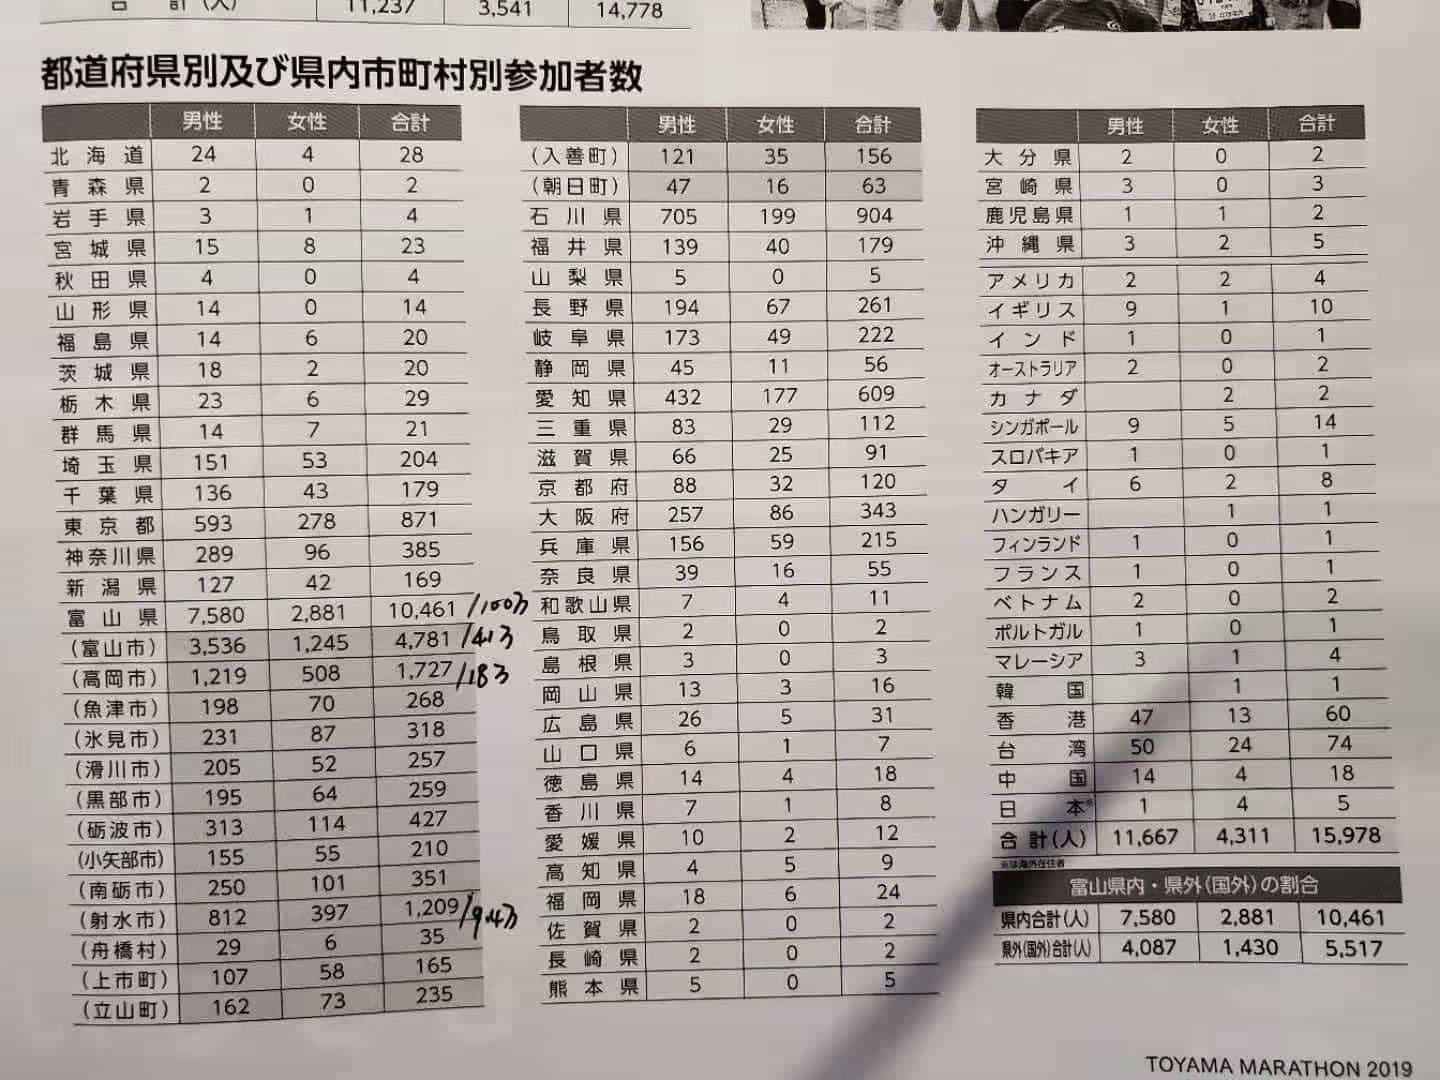 合 計 (人) 11,237 3,541 14,778
都道府県別及び県内市町村別参加者数
男性 女性 合計
北海道 24 4 28
青森県 2 0 2
岩手県 3 1 4
宮城県 15 8 23
秋田県 4 0 4
山形県 14 0 14
福島県 14 6 20
茨城県 18 2 20
栃木県 23 6 29
群馬県 14 7 21
埼玉県 151 53 204
千葉県 136 43 179
東京都 593 278 871
神奈川県 289 96 385
新潟県 127 42 169
富山県 7,580 2,881 10,461 /100万
(富山市) 3,536 1,245 4,781 /41万
(高岡市) 1,219 508 1,727 /18万
(魚津市) 198 70 268
(氷見市) 231 87 318
(滑川市) 205 52 257
(黒部市) 195 64 259
(砺波市) 313 114 427
(小矢部市) 155 55 210
(南砺市) 250 101 351
(射水市) 812 397 1,209 /9.4万
(舟橋村) 29 6 35
(上市町) 107 58 165
(立山町) 162 73 235
男性 女性 合計
(入善町) 121 35 156
(朝日町) 47 16 63
石川県 705 199 904
福井県 139 40 179
山梨県 5 0 5
長野県 194 67 261
岐阜県 173 49 222
静岡県 45 11 56
愛知県 432 177 609
三重県 83 29 112
滋賀県 66 25 91
京都府 88 32 120
大阪府 257 86 343
兵庫県 156 59 215
奈良県 39 16 55
和歌山県 7 4 11
鳥取県 2 0 2
島根県 3 0 3
岡山県 13 3 16
広島県 26 5 31
山口県 6 1 7
徳島県 14 4 18
香川県 7 1 8
愛媛県 10 2 12
高知県 4 5 9
福岡県 18 6 24
佐賀県 2 0 2
長崎県 2 0 2
熊本県 5 0 5
男性 女性 合計
大分県 2 0 2
宮崎県 3 0 3
鹿児島県 1 1 2
沖縄県 3 2 5
アメリカ 2 2 4
イギリス 9 1 10
インド 1 0 1
オーストラリア 2 0 2
カナダ 2 2
シンガポール 9 5 14
スロバキア 1 0 1
タイ 6 2 8
ハンガリー 1 1
フィンランド 1 0 1
フランス 1 0 1
ベトナム 2 0 2
ポルトガル 1 0 1
マレーシア 3 1 4
韓国 1 1
香港 47 13 60
台湾 50 24 74
中国 14 4 18
日本※ 1 4 5
合計(人) 11,667 4,311 15,978
※は海外在住者
富山県内・県外(国外)の割合
県内合計(人) 7,580 2,881 10,461
県外(国外)合計(人) 4,087 1,430 5,517
TOYAMA MARATHON 2019